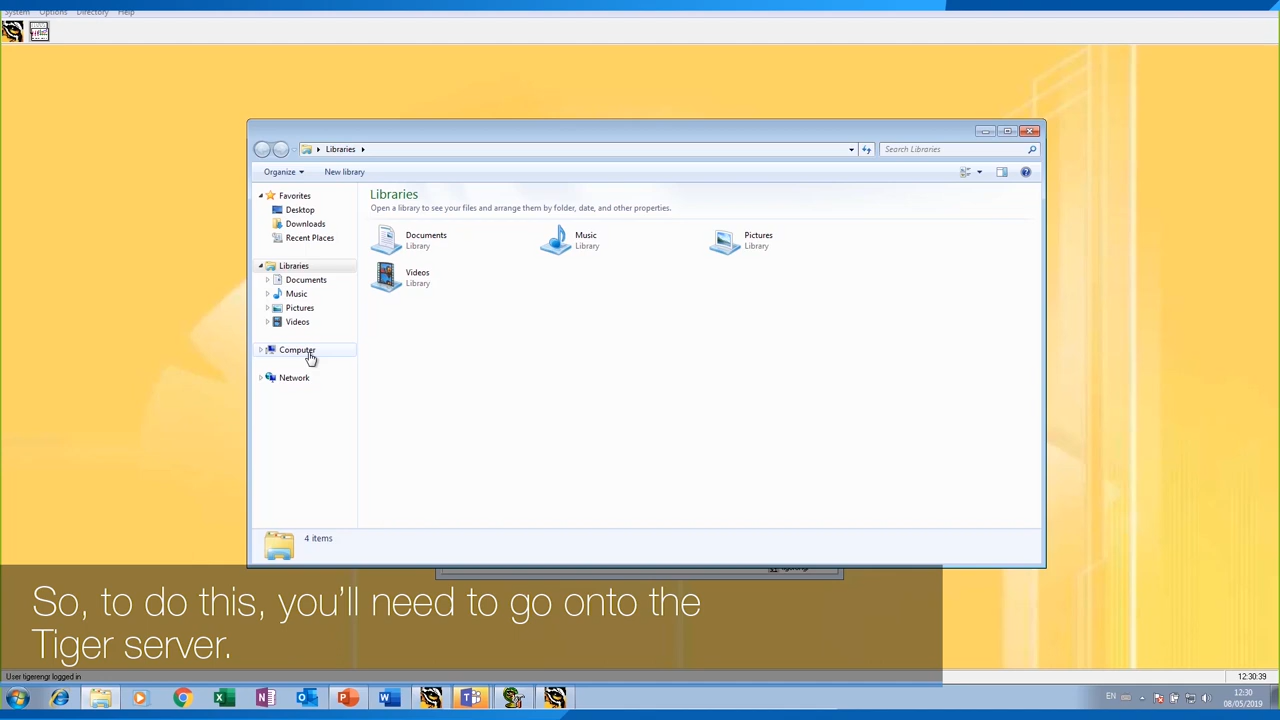 System Options Directory Help
Libraries
Search Libraries
Organize
New library
Favorites
Desktop
Downloads
Recent Places
Libraries
Documents
Music
Pictures
Videos
Computer
Network
Libraries
Open a library to see your files and arrange them by folder, date, and other properties.
Documents
Library
Music
Library
Pictures
Library
Videos
Library
4 items
So, to do this, you'll need to go onto the
Tiger server.
User tigerengr logged in
12:30:39
EN
12:30
08/05/2019